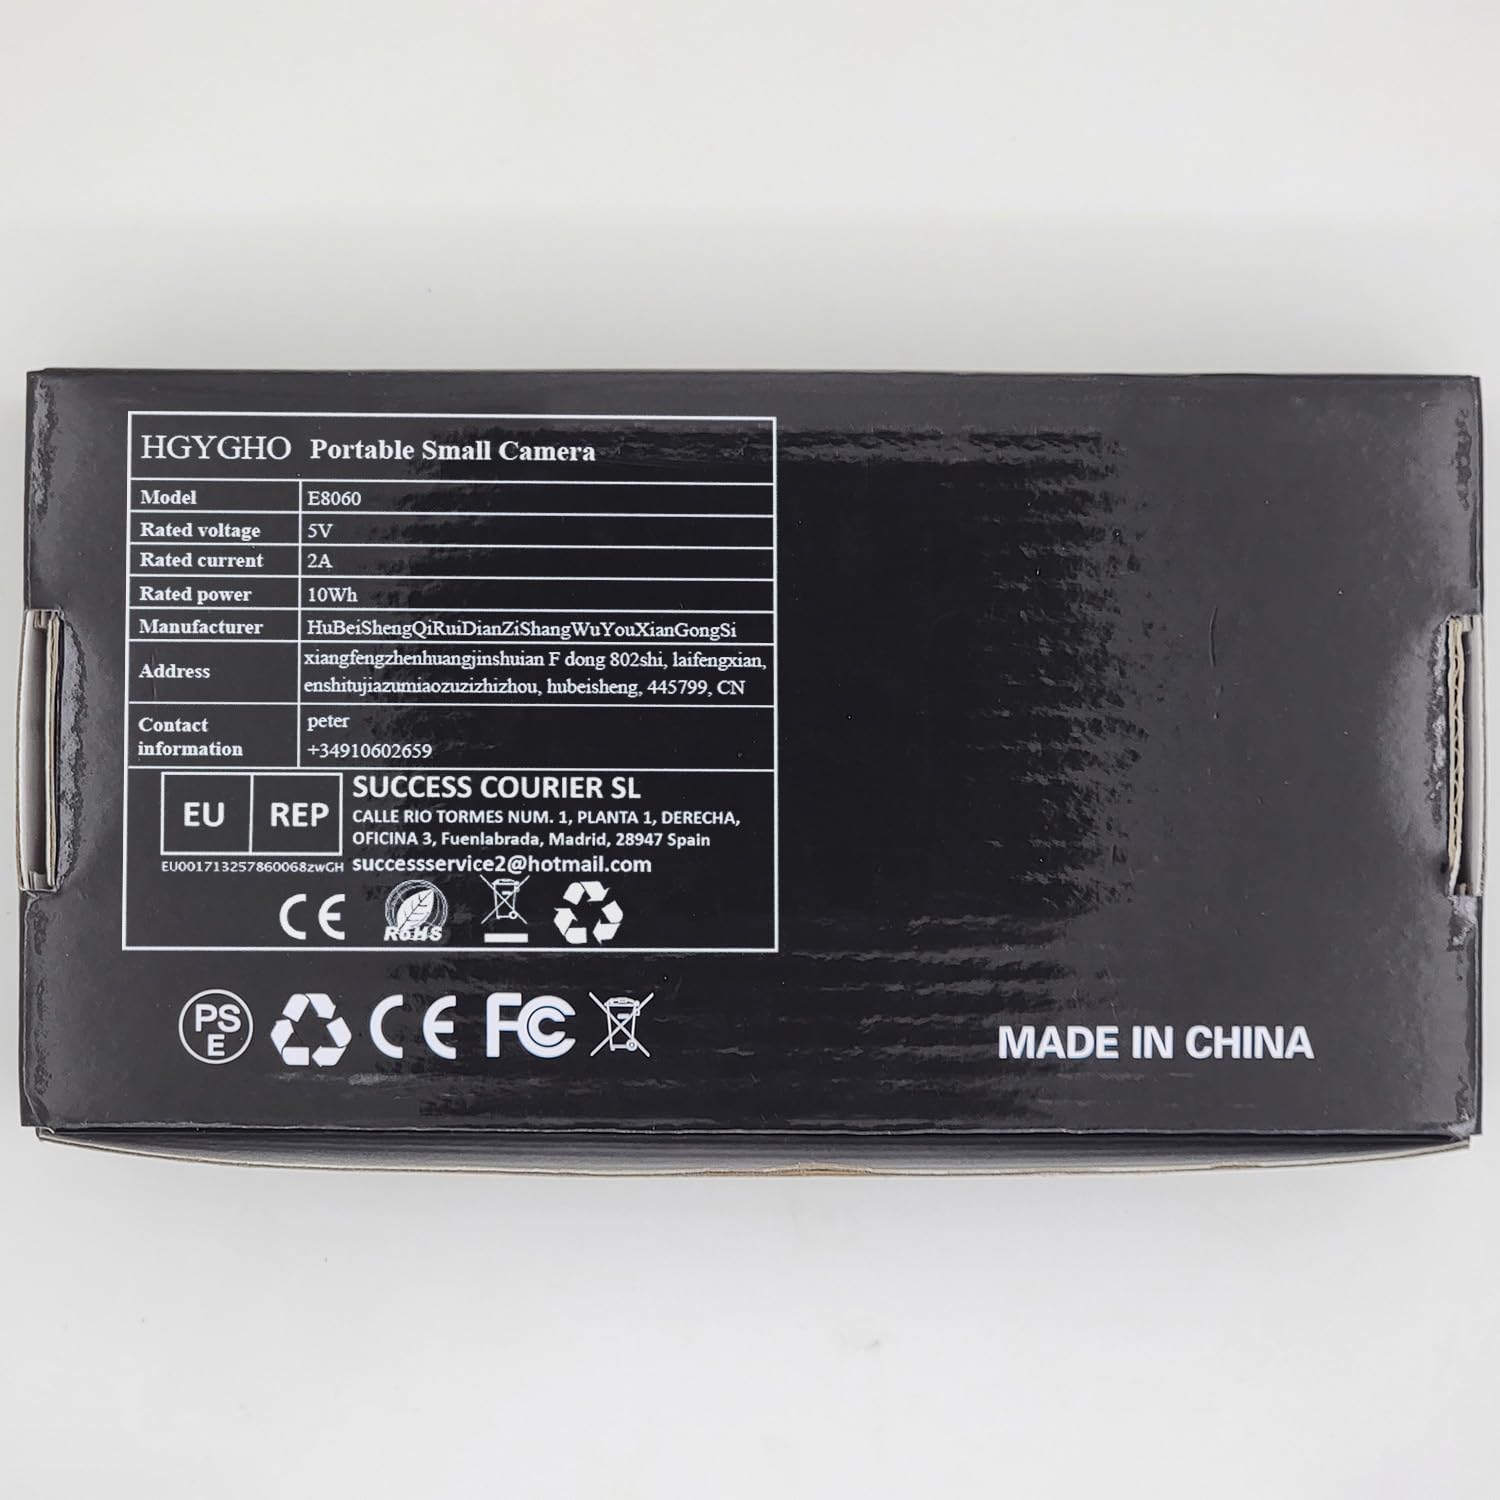 HGYGHO Portable Small Camera
Model E8060
Rated voltage 5V
Rated current 2A
Rated power 10Wh
Manufacturer HuBeiShengQiRuiDianZiShangWuYouXianGongSi
Address xiangfengzhenhuangjinshuian F dong 802shi, laifengxian,
enshitujiazumiaozuzizhizhou, hubeisheng, 445799, CN
Contact information peter
+34910602659
EU REP SUCCESS COURIER SL
CALLE RIO TORMES NUM. 1, PLANTA 1, DERECHA,
OFICINA 3, Fuenlabrada, Madrid, 28947 Spain
EU001713257860068zwGH successservice2@hotmail.com
CE RoHS
PS E CE FC
MADE IN CHINA